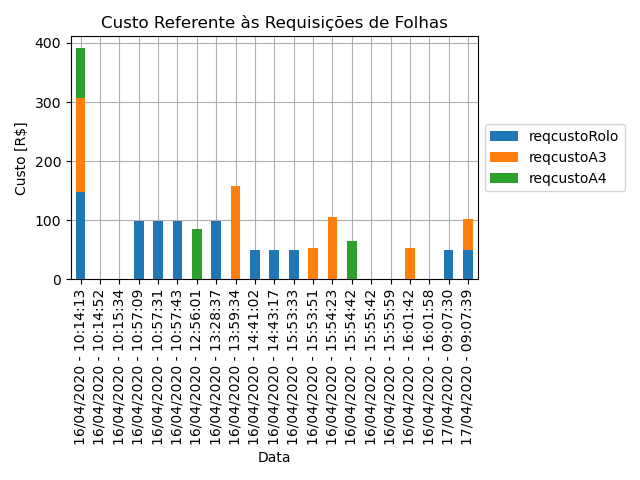 Custo Referente às Requisições de Folhas
400
300
200
100
0
Custo [R$]
reqcustoRolo
reqcustoA3
reqcustoA4
16/04/2020 - 10:14:13
16/04/2020 - 10:14:52
16/04/2020 - 10:15:34
16/04/2020 - 10:57:09
16/04/2020 - 10:57:31
16/04/2020 - 10:57:43
16/04/2020 - 12:56:01
16/04/2020 - 13:28:37
16/04/2020 - 13:59:34
16/04/2020 - 14:41:02
16/04/2020 - 14:43:17
16/04/2020 - 15:53:33
16/04/2020 - 15:53:51
16/04/2020 - 15:54:23
16/04/2020 - 15:54:42
16/04/2020 - 15:55:42
16/04/2020 - 15:55:59
16/04/2020 - 16:01:42
16/04/2020 - 16:01:58
17/04/2020 - 09:07:30
17/04/2020 - 09:07:39
Data